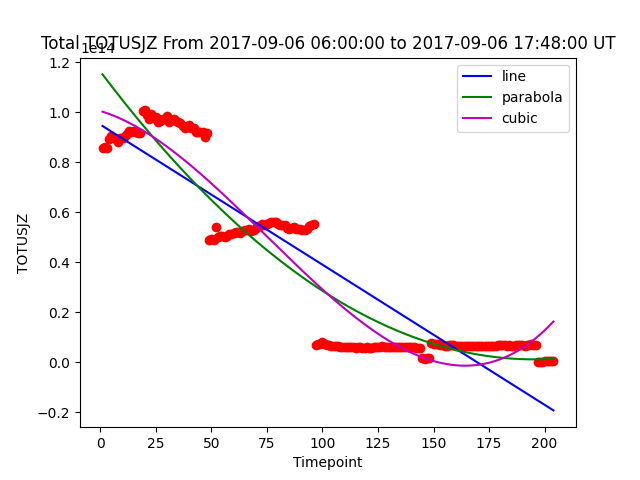 Total TOTUSJZ From 2017-09-06 06:00:00 to 2017-09-06 17:48:00 UT
1e14
1.2
1.0
0.8
0.6
0.4
0.2
0.0
−0.2
TOTUSJZ
line
parabola
cubic
0 25 50 75 100 125 150 175 200
Timepoint